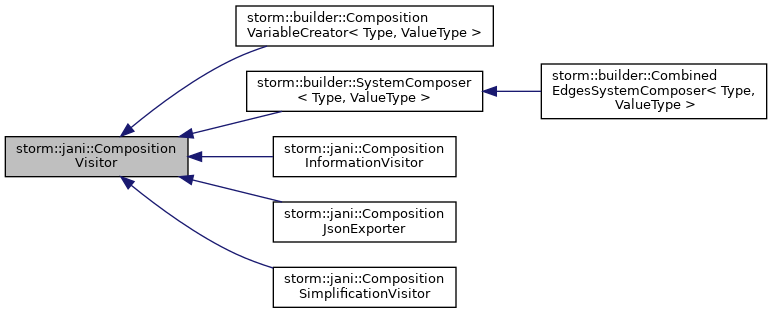 storm::builder::Composition
VariableCreator< Type, ValueType >
storm::builder::SystemComposer
< Type, ValueType >
storm::builder::Combined
EdgesSystemComposer< Type,
ValueType >
storm::jani::Composition
Visitor
storm::jani::Composition
InformationVisitor
storm::jani::Composition
JsonExporter
storm::jani::Composition
SimplificationVisitor